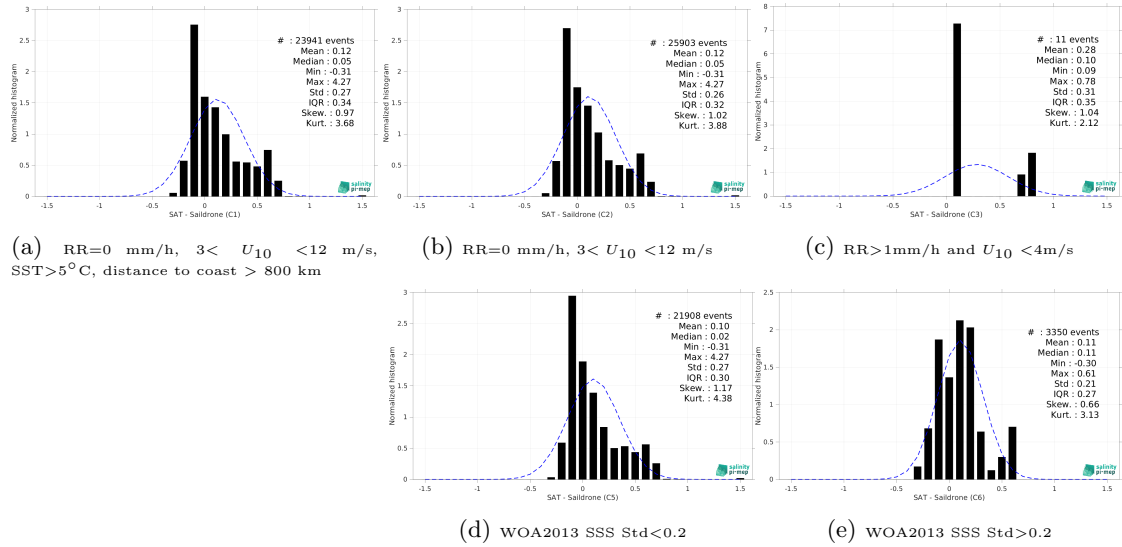 3
2.5
2
1.5
1
0.5
0
Normalized histogram
# : 23941 events
Mean : 0.12
Median : 0.05
Min : -0.31
Max : 4.27
Std : 0.27
IQR : 0.34
Skew. : 0.97
Kurt. : 3.68
salinity
pi-mep
-1.5 -1 -0.5 0 0.5 1 1.5
SAT - Saildrone (C1)
(a) RR=0 mm/h, 3< U10 <12 m/s,
SST>5°C, distance to coast > 800 km
3
2.5
2
1.5
1
0.5
0
Normalized histogram
# : 25903 events
Mean : 0.12
Median : 0.05
Min : -0.31
Max : 4.27
Std : 0.26
IQR : 0.32
Skew. : 1.02
Kurt. : 3.88
salinity
pi-mep
-1.5 -1 -0.5 0 0.5 1 1.5
SAT - Saildrone (C2)
(b) RR=0 mm/h, 3< U10 <12 m/s
8
7
6
5
4
3
2
1
0
Normalized histogram
# : 11 events
Mean : 0.28
Median : 0.10
Min : 0.09
Max : 0.78
Std : 0.31
IQR : 0.35
Skew. : 1.04
Kurt. : 2.12
salinity
pi-mep
-1.5 -1 -0.5 0 0.5 1 1.5
SAT - Saildrone (C3)
(c) RR>1mm/h and U10 <4m/s
3
2.5
2
1.5
1
0.5
0
Normalized histogram
# : 21908 events
Mean : 0.10
Median : 0.02
Min : -0.31
Max : 4.27
Std : 0.27
IQR : 0.30
Skew. : 1.17
Kurt. : 4.38
salinity
pi-mep
-1.5 -1 -0.5 0 0.5 1 1.5
SAT - Saildrone (C5)
(d) WOA2013 SSS Std<0.2
2.5
2
1.5
1
0.5
0
Normalized histogram
# : 3350 events
Mean : 0.11
Median : 0.11
Min : -0.30
Max : 0.61
Std : 0.21
IQR : 0.27
Skew. : 0.66
Kurt. : 3.13
salinity
pi-mep
-1.5 -1 -0.5 0 0.5 1 1.5
SAT - Saildrone (C6)
(e) WOA2013 SSS Std>0.2